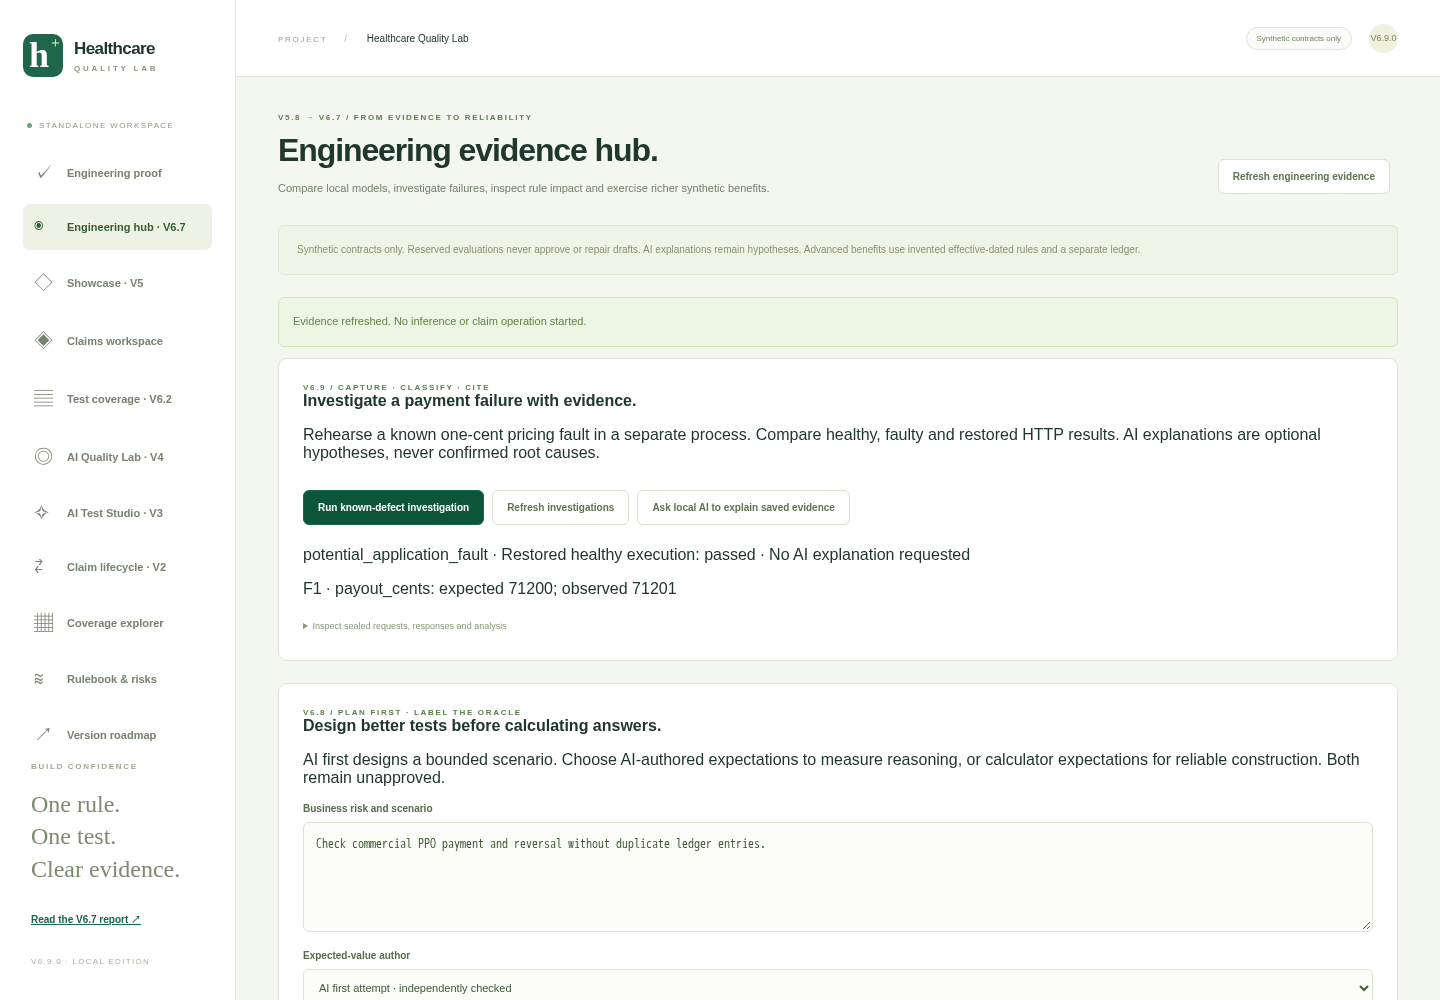 h+
Healthcare
QUALITY LAB
STANDALONE WORKSPACE
Engineering proof
Engineering hub · V6.7
Showcase · V5
Claims workspace
Test coverage · V6.2
AI Quality Lab · V4
AI Test Studio · V3
Claim lifecycle · V2
Coverage explorer
Rulebook & risks
Version roadmap
BUILD CONFIDENCE
One rule.
One test.
Clear evidence.
Read the V6.7 report ↗
V6.9.0 · LOCAL EDITION
PROJECT / Healthcare Quality Lab
Synthetic contracts only
V6.9.0
V5.8 → V6.7 / FROM EVIDENCE TO RELIABILITY
Engineering evidence hub.
Compare local models, investigate failures, inspect rule impact and exercise richer synthetic benefits.
Refresh engineering evidence
Synthetic contracts only. Reserved evaluations never approve or repair drafts. AI explanations remain hypotheses. Advanced benefits use invented effective-dated rules and a separate ledger.
Evidence refreshed. No inference or claim operation started.
V6.9 / CAPTURE · CLASSIFY · CITE
Investigate a payment failure with evidence.
Rehearse a known one-cent pricing fault in a separate process. Compare healthy, faulty and restored HTTP results. AI explanations are optional
hypotheses, never confirmed root causes.
Run known-defect investigation
Refresh investigations
Ask local AI to explain saved evidence
potential_application_fault · Restored healthy execution: passed · No AI explanation requested
F1 · payout_cents: expected 71200; observed 71201
Inspect sealed requests, responses and analysis
V6.8 / PLAN FIRST · LABEL THE ORACLE
Design better tests before calculating answers.
AI first designs a bounded scenario. Choose AI-authored expectations to measure reasoning, or calculator expectations for reliable construction. Both
remain unapproved.
Business risk and scenario
Check commercial PPO payment and reversal without duplicate ledger entries.
Expected-value author
AI first attempt · independently checked